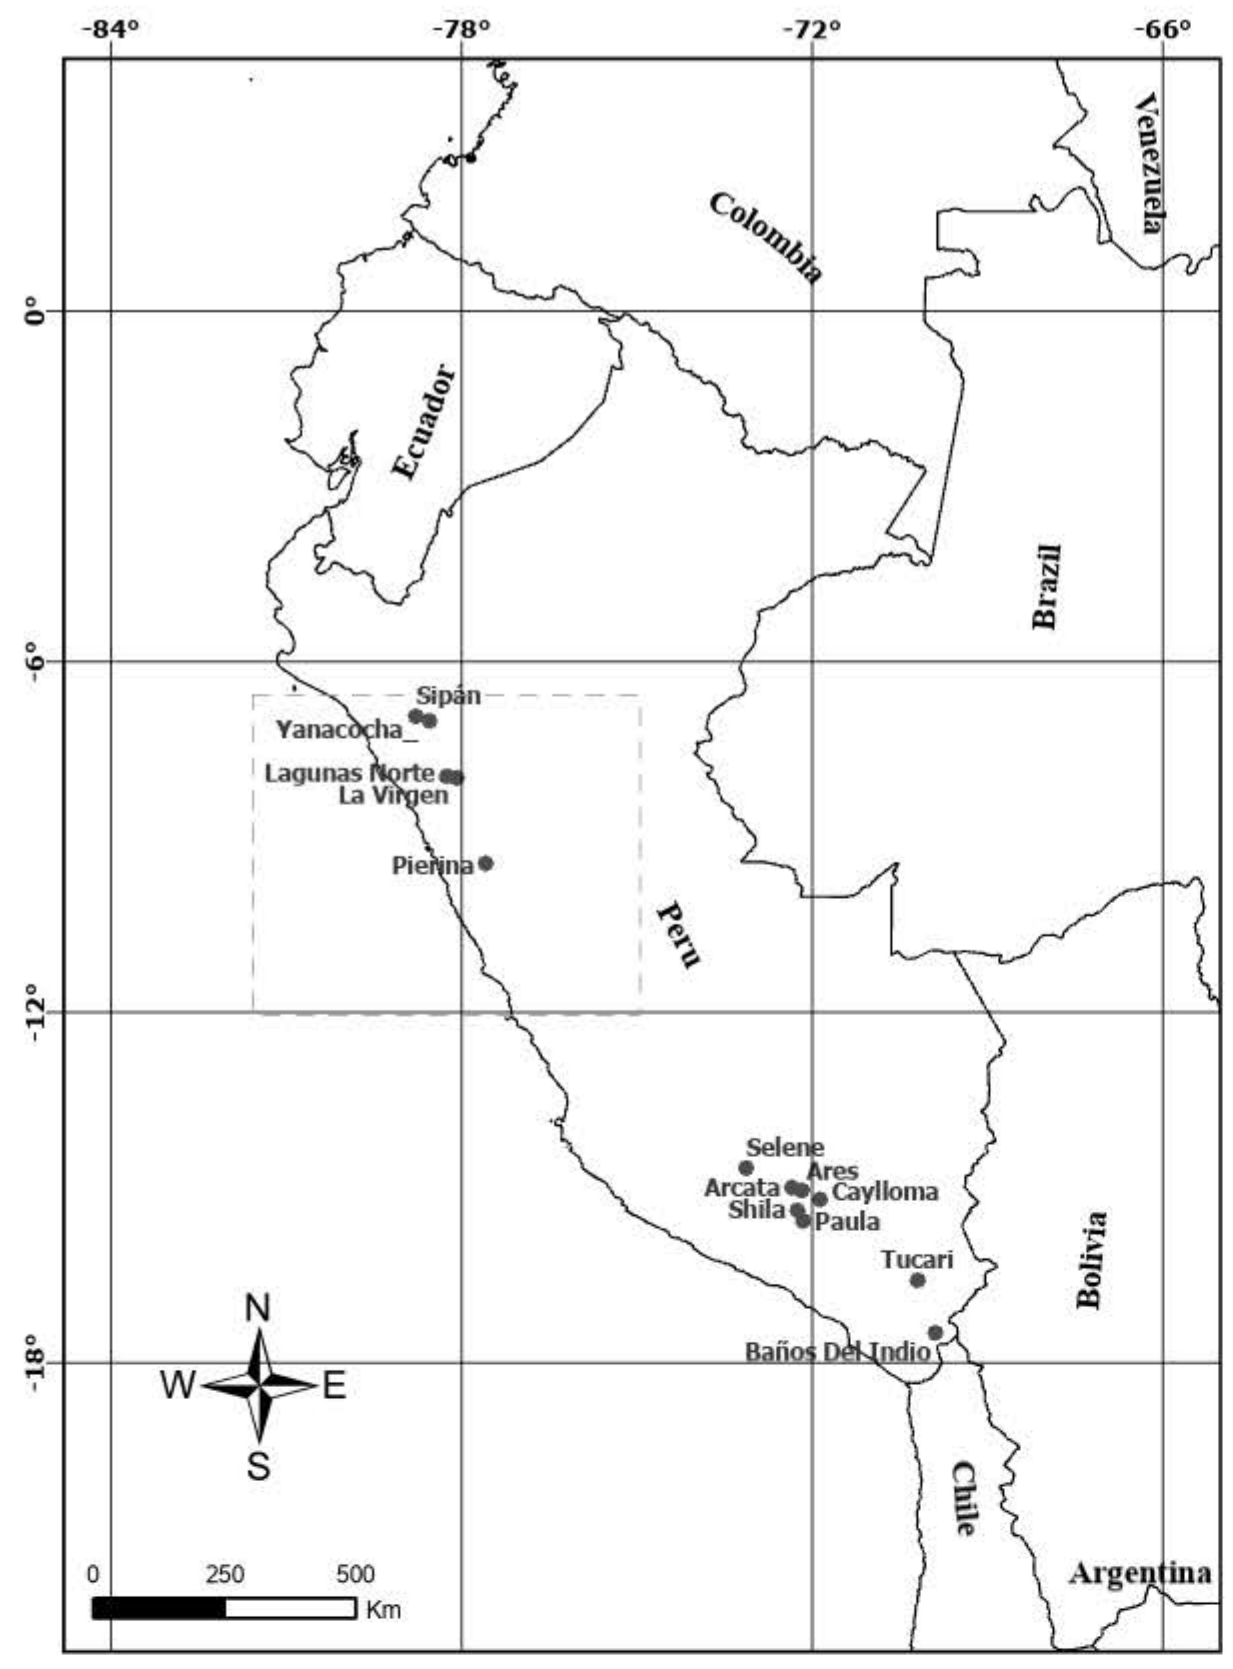 -84° -78° -72° -66°
Venezuela
Colombia
0°
Ecuador
Brazil
-6°
Sipán
Yanacocha_
Lagunas Norte
La Virgen
Pierina
Peru
-12°
Selene
Ares
Arcata
Caylloma
Shila
Paula
Bolivia
Tucari
N
Baños Del Indio
-18°
W E
S
Chile
0 250 500
Km
Argentina